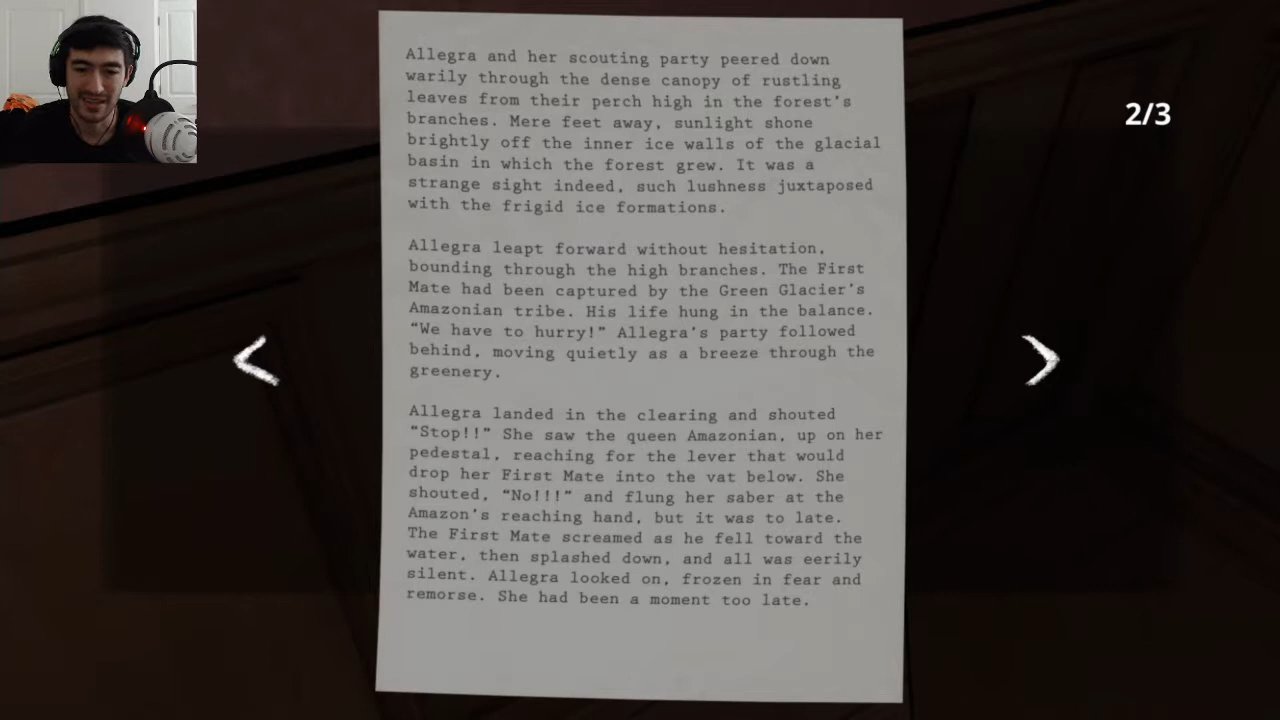 Allegra and her scouting party peered down
warily through the dense canopy of rustling
leaves from their perch high in the forest's
branches. Mere feet away, sunlight shone
brightly off the inner ice walls of the glacial
basin in which the forest grew. It was a
strange sight indeed, such lushness juxtaposed
with the frigid ice formations.
Allegra leapt forward without hesitation,
bounding through the high branches. The First
Mate had been captured by the Green Glacier's
Amazonian tribe. His life hung in the balance.
“We have to hurry!” Allegra's party followed
behind, moving quietly as a breeze through the
greenery.
Allegra landed in the clearing and shouted
“Stop!!” She saw the queen Amazonian, up on her
pedestal, reaching for the lever that would
drop her First Mate into the vat below. She
shouted, “No!!!” and flung her saber at the
Amazon's reaching hand, but it was to late.
The First Mate screamed as he fell toward the
water, then splashed down, and all was eerily
silent. Allegra looked on, frozen in fear and
remorse. She had been a moment too late.
2/3